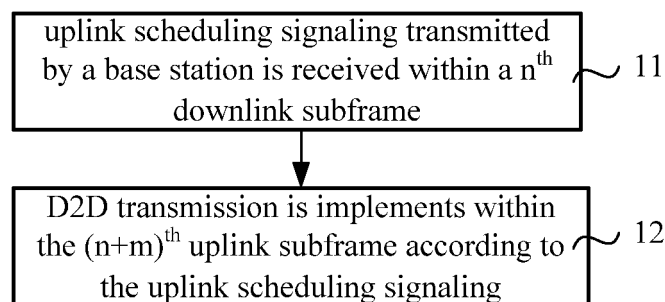 uplink scheduling signaling transmitted
by a base station is received within a nth
downlink subframe
11
D2D transmission is implements within
the (n+m)th uplink subframe according to
the uplink scheduling signaling
12